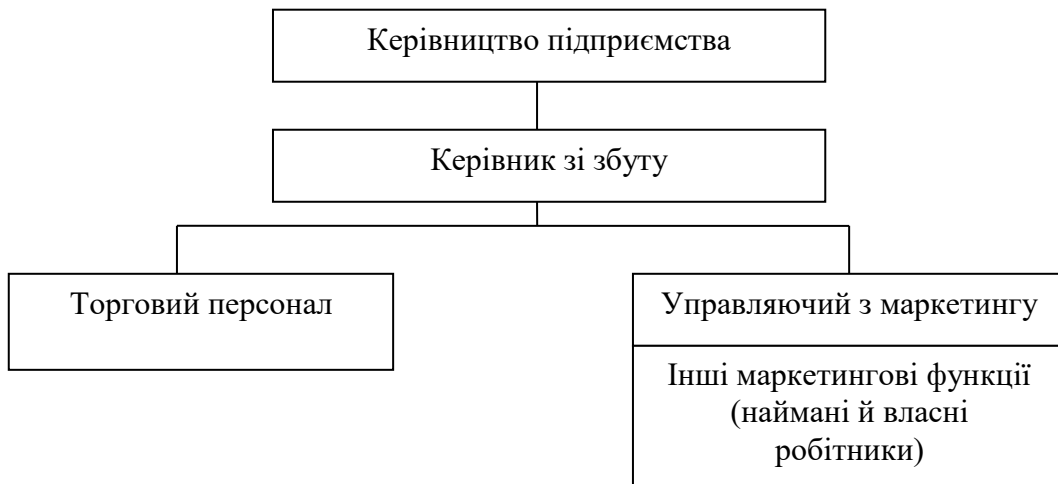 Керівництво підприємства
Керівник зі збуту
Торговий персонал
Управляючий з маркетингу
Інші маркетингові функції
(наймані й власні
робітники)